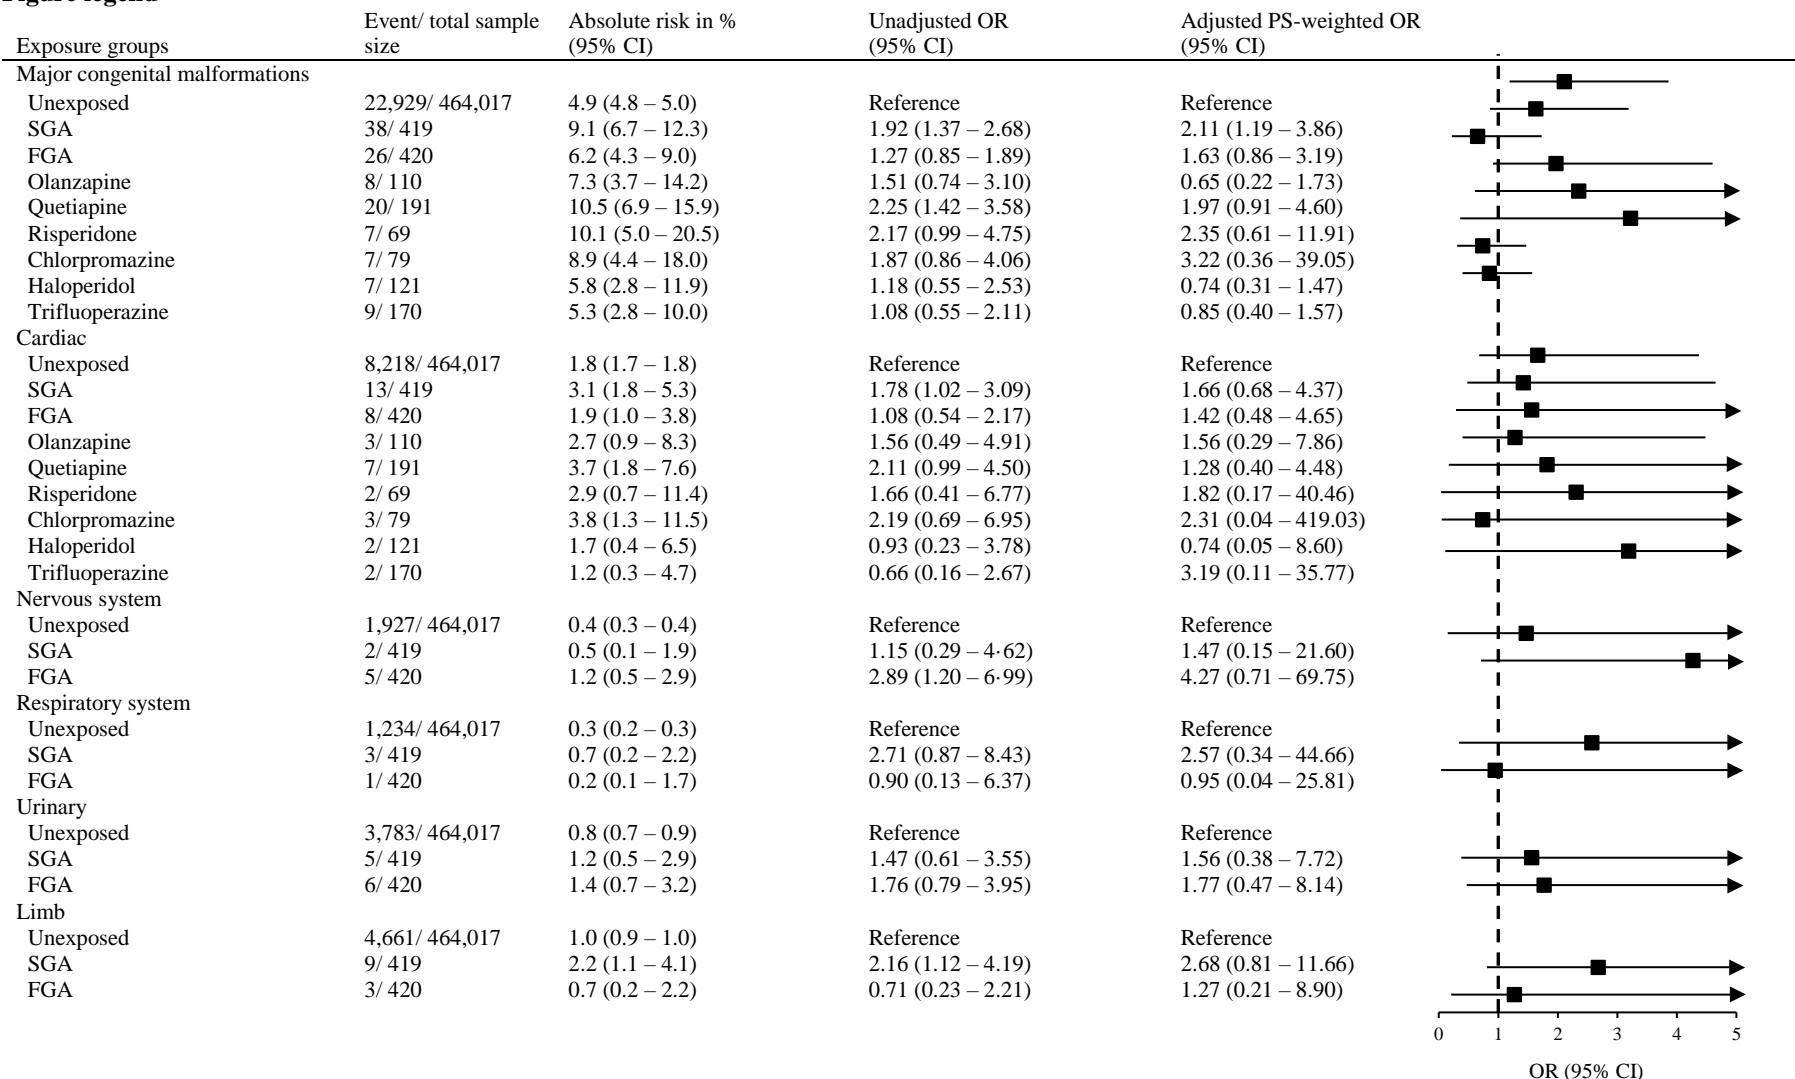 Figure legend
Event/ total sample size Absolute risk in % (95% CI) Unadjusted OR (95% CI) Adjusted PS-weighted OR (95% CI)
Exposure groups
Major congenital malformations
Unexposed 22,929/ 464,017 4.9 (4.8 – 5.0) Reference Reference
SGA 38/ 419 9.1 (6.7 – 12.3) 1.92 (1.37 – 2.68) 2.11 (1.19 – 3.86)
FGA 26/ 420 6.2 (4.3 – 9.0) 1.27 (0.85 – 1.89) 1.63 (0.86 – 3.19)
Olanzapine 8/ 110 7.3 (3.7 – 14.2) 1.51 (0.74 – 3.10) 0.65 (0.22 – 1.73)
Quetiapine 20/ 191 10.5 (6.9 – 15.9) 2.25 (1.42 – 3.58) 1.97 (0.91 – 4.60)
Risperidone 7/ 69 10.1 (5.0 – 20.5) 2.17 (0.99 – 4.75) 2.35 (0.61 – 11.91)
Chlorpromazine 7/ 79 8.9 (4.4 – 18.0) 1.87 (0.86 – 4.06) 3.22 (0.36 – 39.05)
Haloperidol 7/ 121 5.8 (2.8 – 11.9) 1.18 (0.55 – 2.53) 0.74 (0.31 – 1.47)
Trifluoperazine 9/ 170 5.3 (2.8 – 10.0) 1.08 (0.55 – 2.11) 0.85 (0.40 – 1.57)
Cardiac
Unexposed 8,218/ 464,017 1.8 (1.7 – 1.8) Reference Reference
SGA 13/ 419 3.1 (1.8 – 5.3) 1.78 (1.02 – 3.09) 1.66 (0.68 – 4.37)
FGA 8/ 420 1.9 (1.0 – 3.8) 1.08 (0.54 – 2.17) 1.42 (0.48 – 4.65)
Olanzapine 3/ 110 2.7 (0.9 – 8.3) 1.56 (0.49 – 4.91) 1.56 (0.29 – 7.86)
Quetiapine 7/ 191 3.7 (1.8 – 7.6) 2.11 (0.99 – 4.50) 1.28 (0.40 – 4.48)
Risperidone 2/ 69 2.9 (0.7 – 11.4) 1.66 (0.41 – 6.77) 1.82 (0.17 – 40.46)
Chlorpromazine 3/ 79 3.8 (1.3 – 11.5) 2.19 (0.69 – 6.95) 2.31 (0.04 – 419.03)
Haloperidol 2/ 121 1.7 (0.4 – 6.5) 0.93 (0.23 – 3.78) 0.74 (0.05 – 8.60)
Trifluoperazine 2/ 170 1.2 (0.3 – 4.7) 0.66 (0.16 – 2.67) 3.19 (0.11 – 35.77)
Nervous system
Unexposed 1,927/ 464,017 0.4 (0.3 – 0.4) Reference Reference
SGA 2/ 419 0.5 (0.1 – 1.9) 1.15 (0.29 – 4·62) 1.47 (0.15 – 21.60)
FGA 5/ 420 1.2 (0.5 – 2.9) 2.89 (1.20 – 6·99) 4.27 (0.71 – 69.75)
Respiratory system
Unexposed 1,234/ 464,017 0.3 (0.2 – 0.3) Reference Reference
SGA 3/ 419 0.7 (0.2 – 2.2) 2.71 (0.87 – 8.43) 2.57 (0.34 – 44.66)
FGA 1/ 420 0.2 (0.1 – 1.7) 0.90 (0.13 – 6.37) 0.95 (0.04 – 25.81)
Urinary
Unexposed 3,783/ 464,017 0.8 (0.7 – 0.9) Reference Reference
SGA 5/ 419 1.2 (0.5 – 2.9) 1.47 (0.61 – 3.55) 1.56 (0.38 – 7.72)
FGA 6/ 420 1.4 (0.7 – 3.2) 1.76 (0.79 – 3.95) 1.77 (0.47 – 8.14)
Limb
Unexposed 4,661/ 464,017 1.0 (0.9 – 1.0) Reference Reference
SGA 9/ 419 2.2 (1.1 – 4.1) 2.16 (1.12 – 4.19) 2.68 (0.81 – 11.66)
FGA 3/ 420 0.7 (0.2 – 2.2) 0.71 (0.23 – 2.21) 1.27 (0.21 – 8.90)
0 1 2 3 4 5
OR (95% CI)